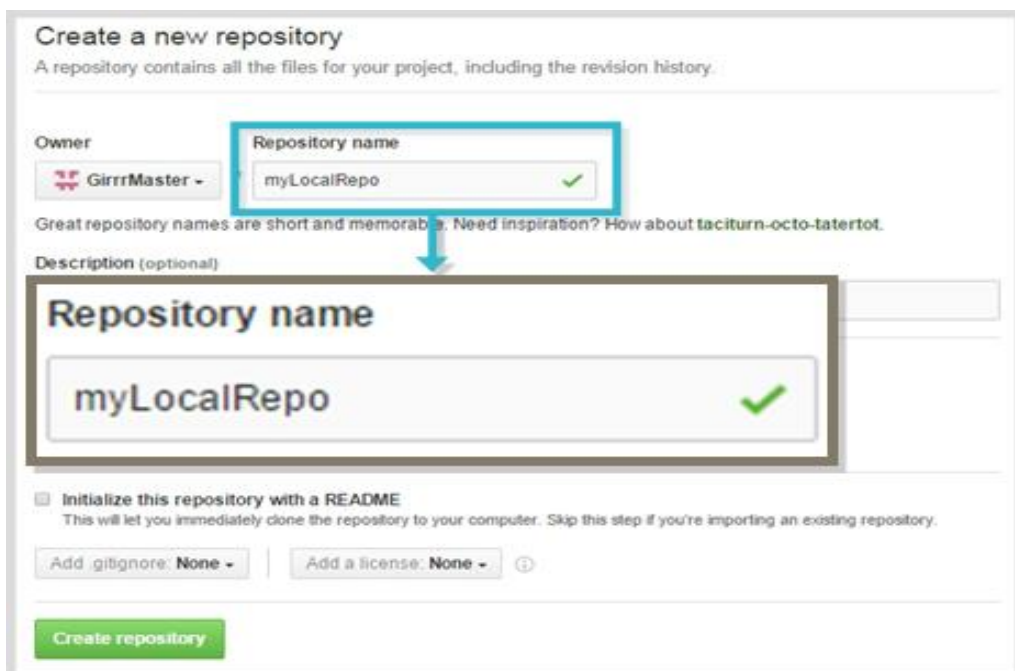 Create a new repository
A repository contains all the files for your project, including the revision history.
Owner
Repository name
GirrrMaster
myLocalRepo
Great repository names are short and memorable. Need inspiration? How about taciturn-octo-tatertot.
Description (optional)
Repository name
myLocalRepo
Initialize this repository with a README
This will let you immediately clone the repository to your computer. Skip this step if you're importing an existing repository.
Add .gitignore: None
Add a license: None
Create repository